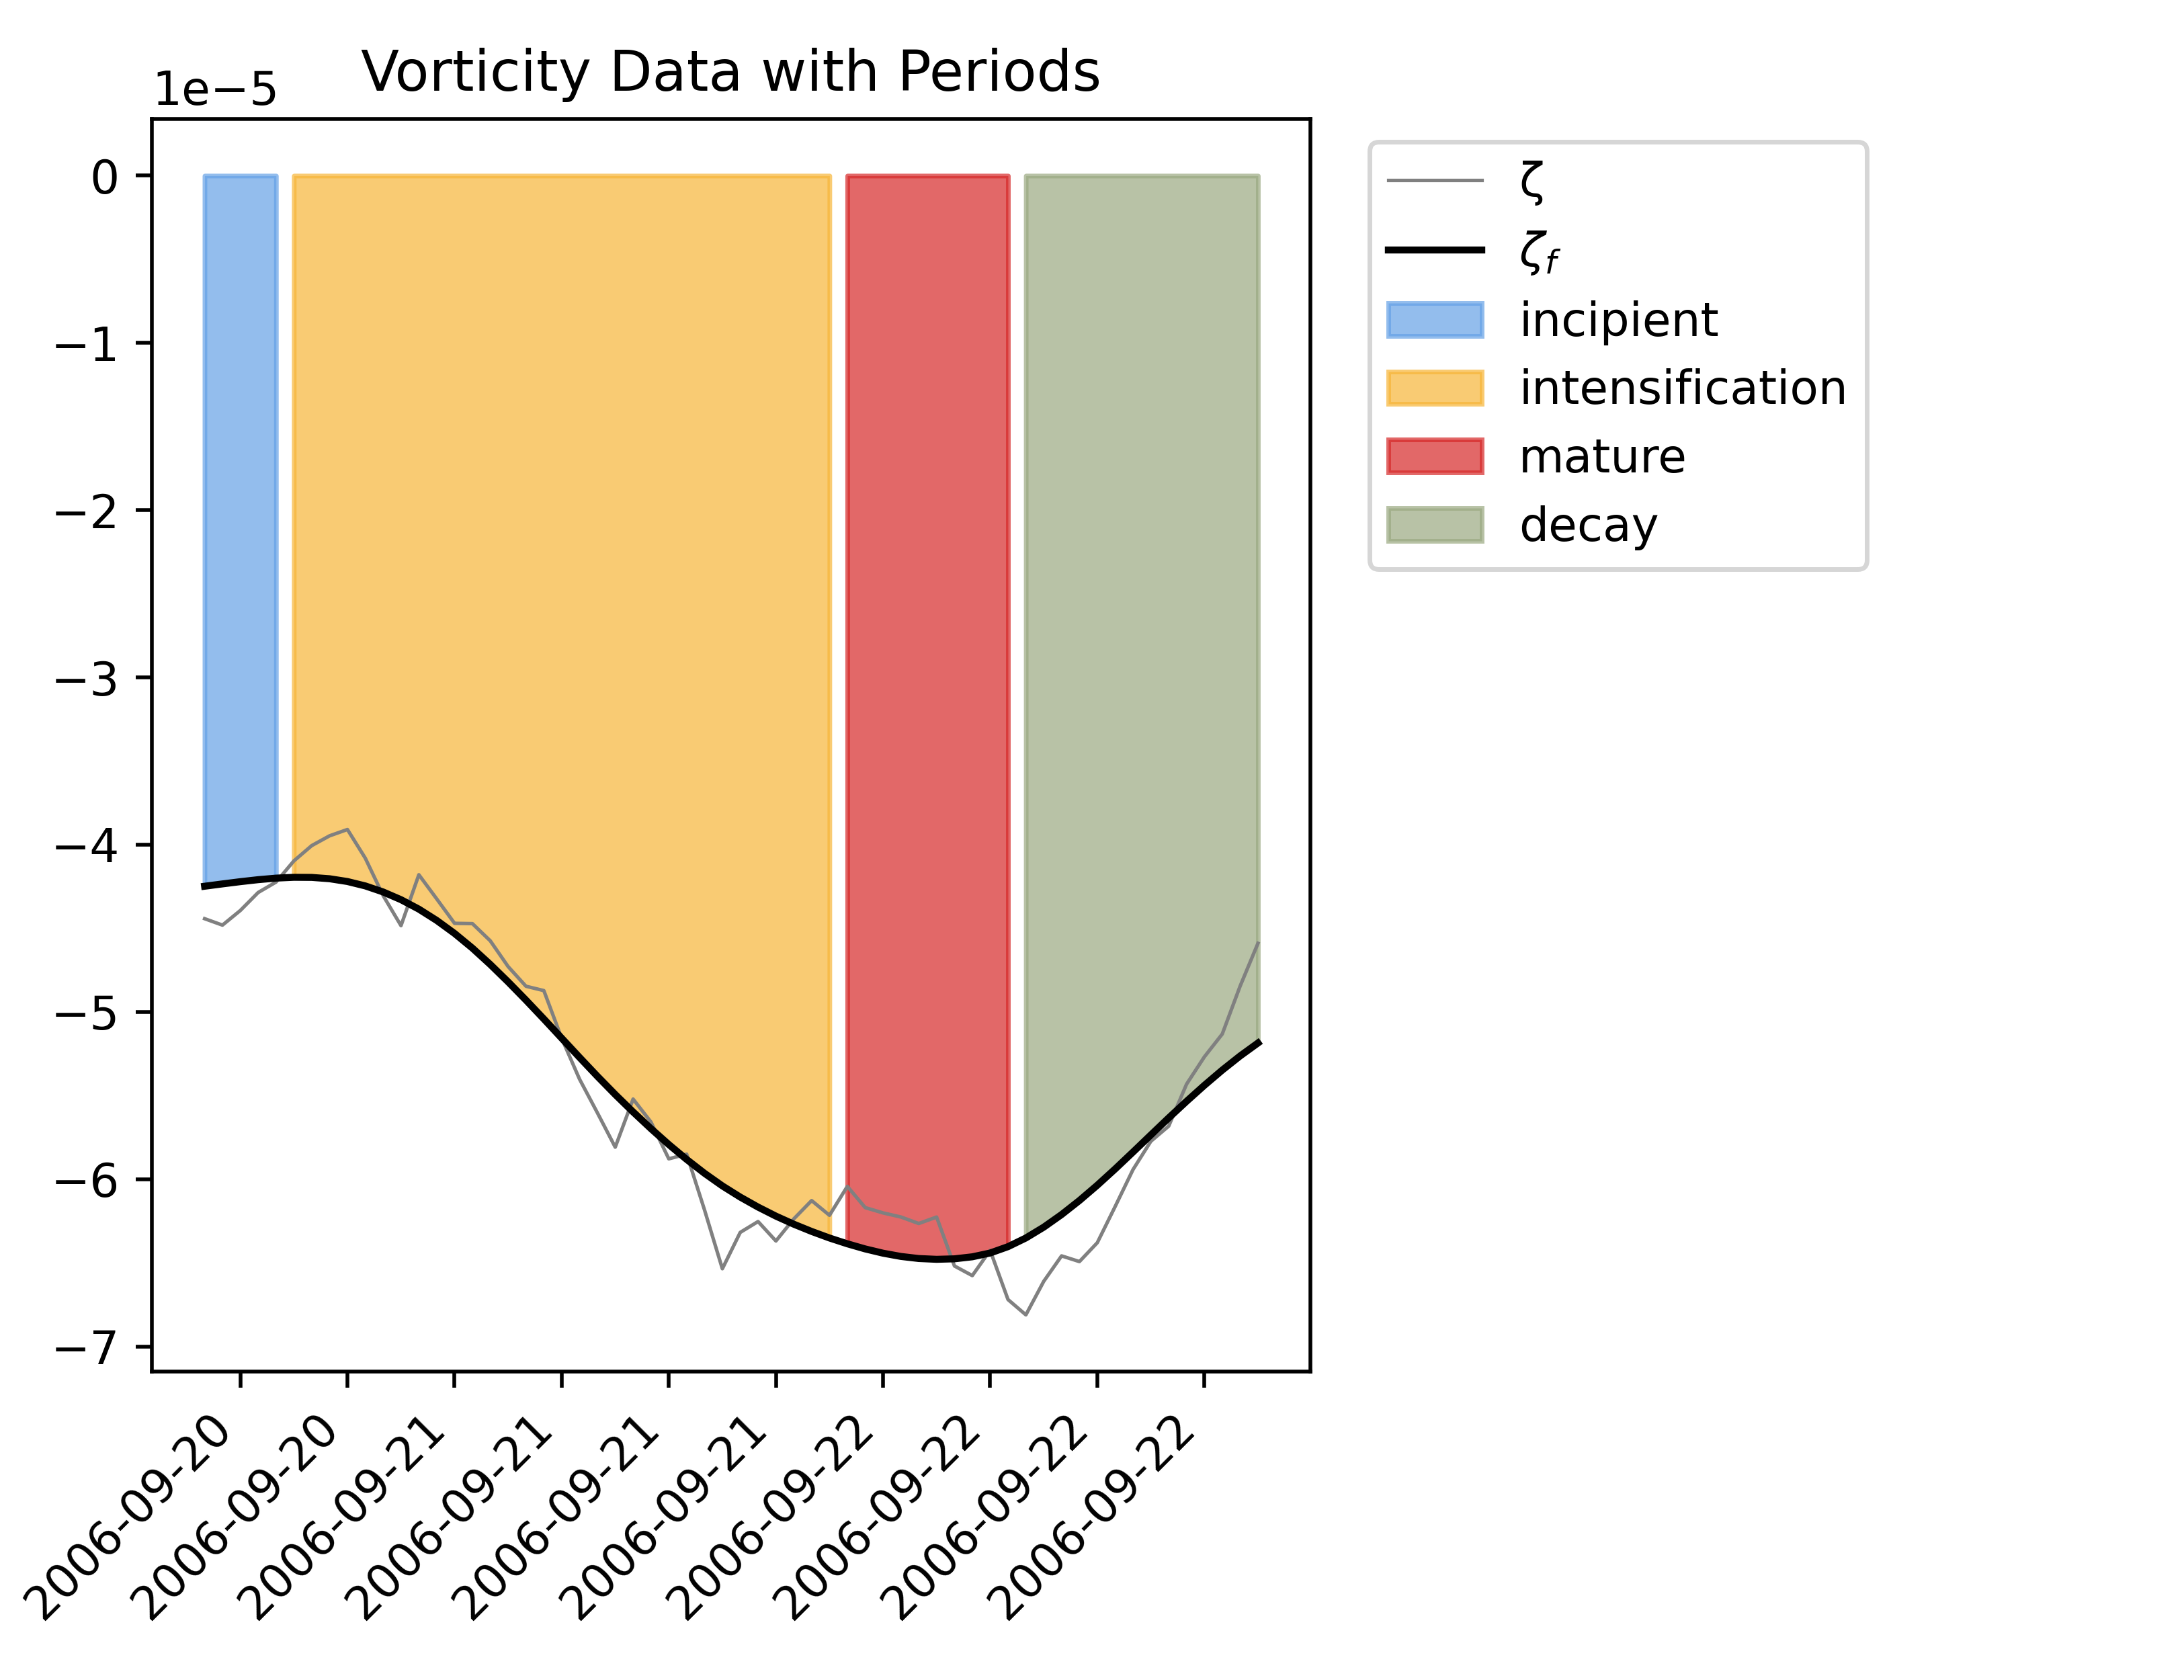 Vorticity Data with Periods
1e−5
0
−1
−2
−3
−4
−5
−6
−7
2006-09-20
2006-09-20
2006-09-21
2006-09-21
2006-09-21
2006-09-21
2006-09-22
2006-09-22
2006-09-22
2006-09-22
ζ
ζf
incipient
intensification
mature
decay